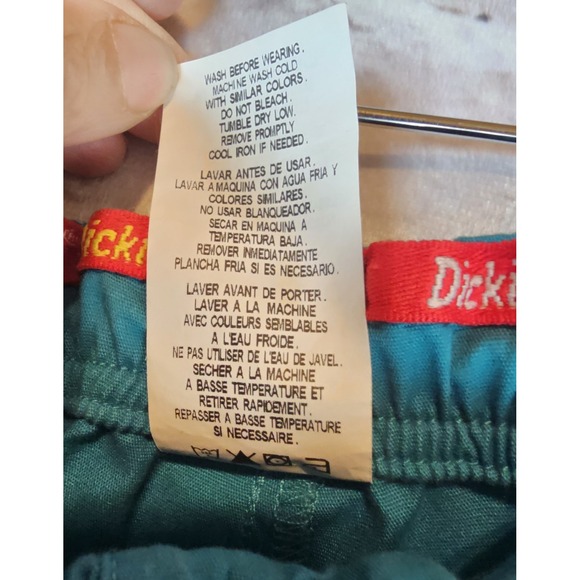 WASH BEFORE WEARING.
MACHINE WASH COLD
WITH SIMILAR COLORS.
DO NOT BLEACH.
TUMBLE DRY LOW.
REMOVE PROMPTLY
COOL IRON IF NEEDED.
LAVAR ANTES DE USAR.
LAVAR A MAQUINA CON AGUA FRIA Y
COLORES SIMILARES.
NO USAR BLANQUEADOR.
SECAR EN MAQUINA A
TEMPERATURA BAJA.
REMOVER INMEDIATAMENTE
PLANCHA FRIA SI ES NECESARIO.
LAVER AVANT DE PORTER.
LAVER A LA MACHINE
AVEC COULEURS SEMBLABLES
A L'EAU FROIDE.
NE PAS UTILISER DE L'EAU DE JAVEL.
SECHER A LA MACHINE
A BASSE TEMPERATURE ET
RETIRER RAPIDEMENT.
REPASSER A BASSE TEMPERATURE
SI NECESSAIRE.
Dicki
Dicki